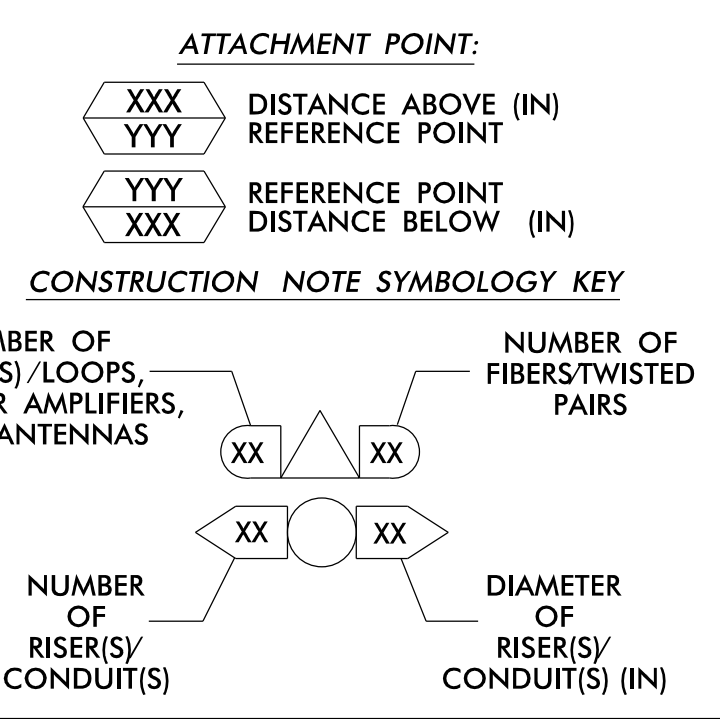 ATTACHMENT POINT:
XXX
YYY
DISTANCE ABOVE (IN)
REFERENCE POINT
YYY
XXX
REFERENCE POINT
DISTANCE BELOW (IN)
CONSTRUCTION NOTE SYMBOLOGY KEY
OF
/LOOPS,
AMPLIFIERS,
ANTENNAS
NUMBER OF
FIBERS/TWISTED
PAIRS
XX
XX
XX
XX
NUMBER
OF
RISER(S)/
CONDUIT(S)
DIAMETER
OF
RISER(S)/
CONDUIT(S) (IN)